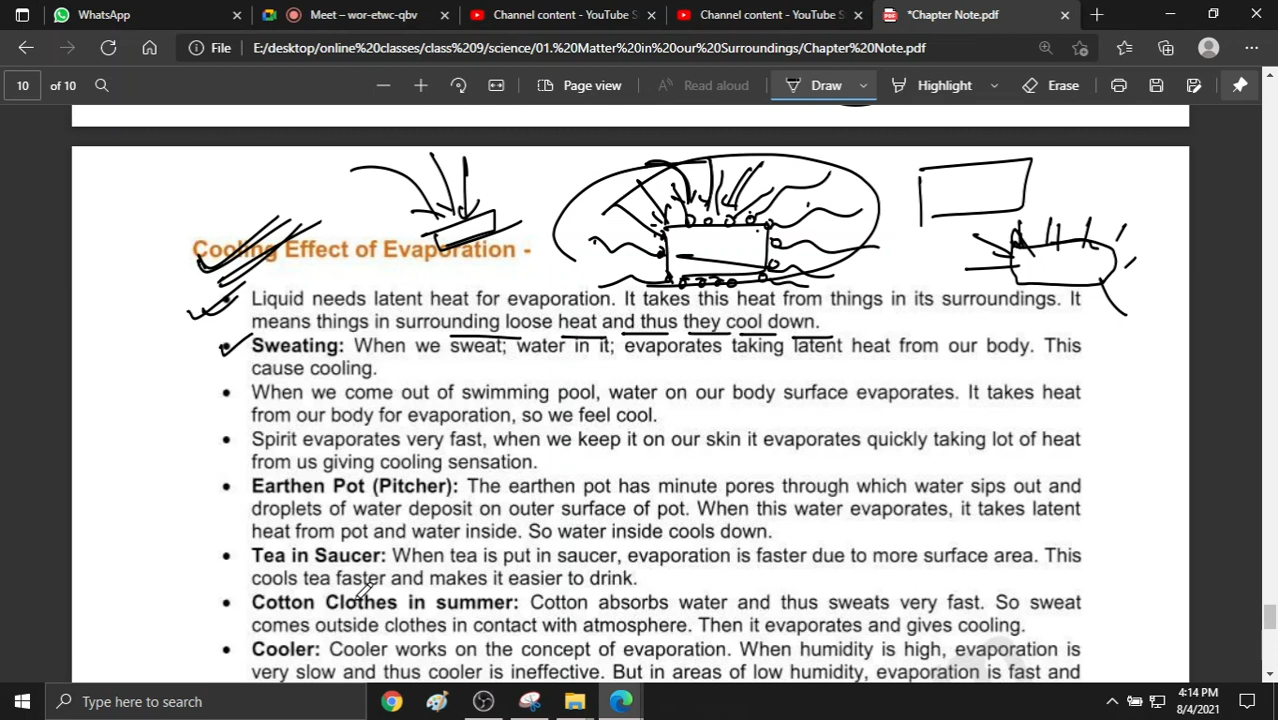 WhatsApp
Meet – wor-etwc-qbv
Channel content - YouTube S
Channel content - YouTube S
*Chapter Note.pdf
File
E:/desktop/online%20classes/class%209/science/01.%20Matter%20in%20our%20Surroundings/Chapter%20Note.pdf
10 of 10
Page view
Read aloud
Draw
Highlight
Erase
Cooling Effect of Evaporation -
• Liquid needs latent heat for evaporation. It takes this heat from things in its surroundings. It
means things in surrounding loose heat and thus they cool down.
• Sweating: When we sweat; water in it; evaporates taking latent heat from our body. This
cause cooling.
• When we come out of swimming pool, water on our body surface evaporates. It takes heat
from our body for evaporation, so we feel cool.
• Spirit evaporates very fast, when we keep it on our skin it evaporates quickly taking lot of heat
from us giving cooling sensation.
• Earthen Pot (Pitcher): The earthen pot has minute pores through which water sips out and
droplets of water deposit on outer surface of pot. When this water evaporates, it takes latent
heat from pot and water inside. So water inside cools down.
• Tea in Saucer: When tea is put in saucer, evaporation is faster due to more surface area. This
cools tea faster and makes it easier to drink.
• Cotton Clothes in summer: Cotton absorbs water and thus sweats very fast. So sweat
comes outside clothes in contact with atmosphere. Then it evaporates and gives cooling.
• Cooler: Cooler works on the concept of evaporation. When humidity is high, evaporation is
very slow and thus cooler is ineffective. But in areas of low humidity, evaporation is fast and
Type here to search
4:14 PM
8/4/2021